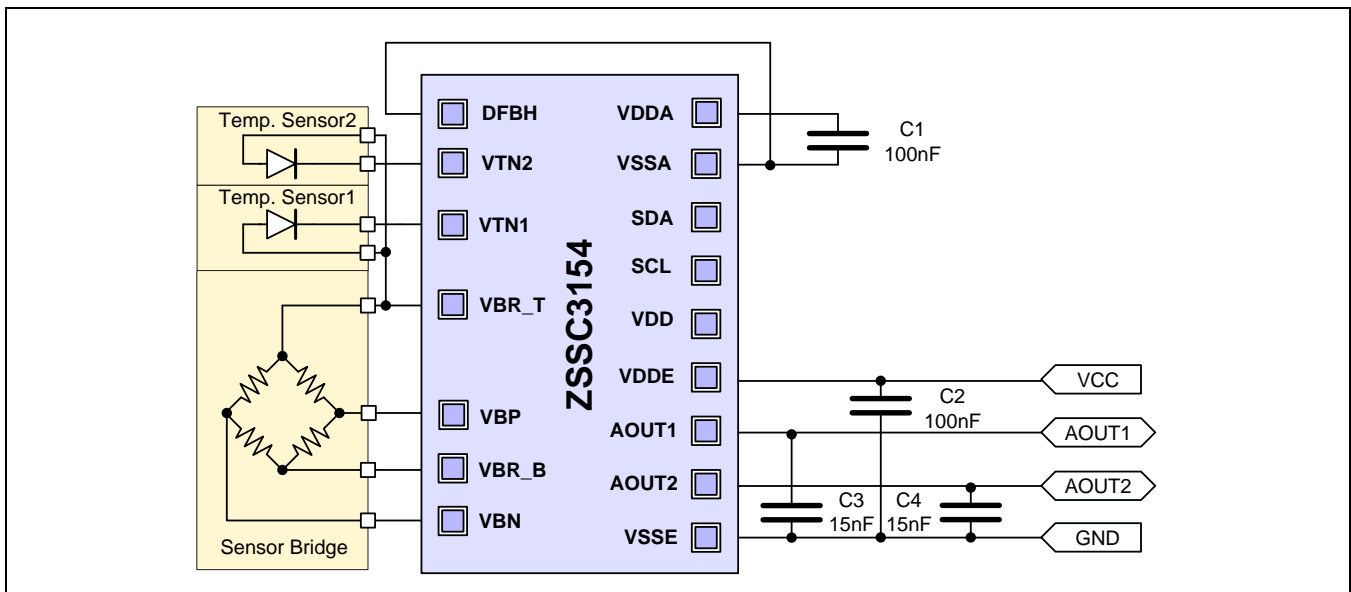 Temp. Sensor2
Temp. Sensor1
Sensor Bridge
DFBH
VTN2
VTN1
VBR_T
VBP
VBR_B
VBN
ZSSC3154
VDDA
VSSA
SDA
SCL
VDD
VDDE
AOUT1
AOUT2
VSSE
C1
100nF
C2
100nF
C3
15nF
C4
15nF
VCC
AOUT1
AOUT2
GND